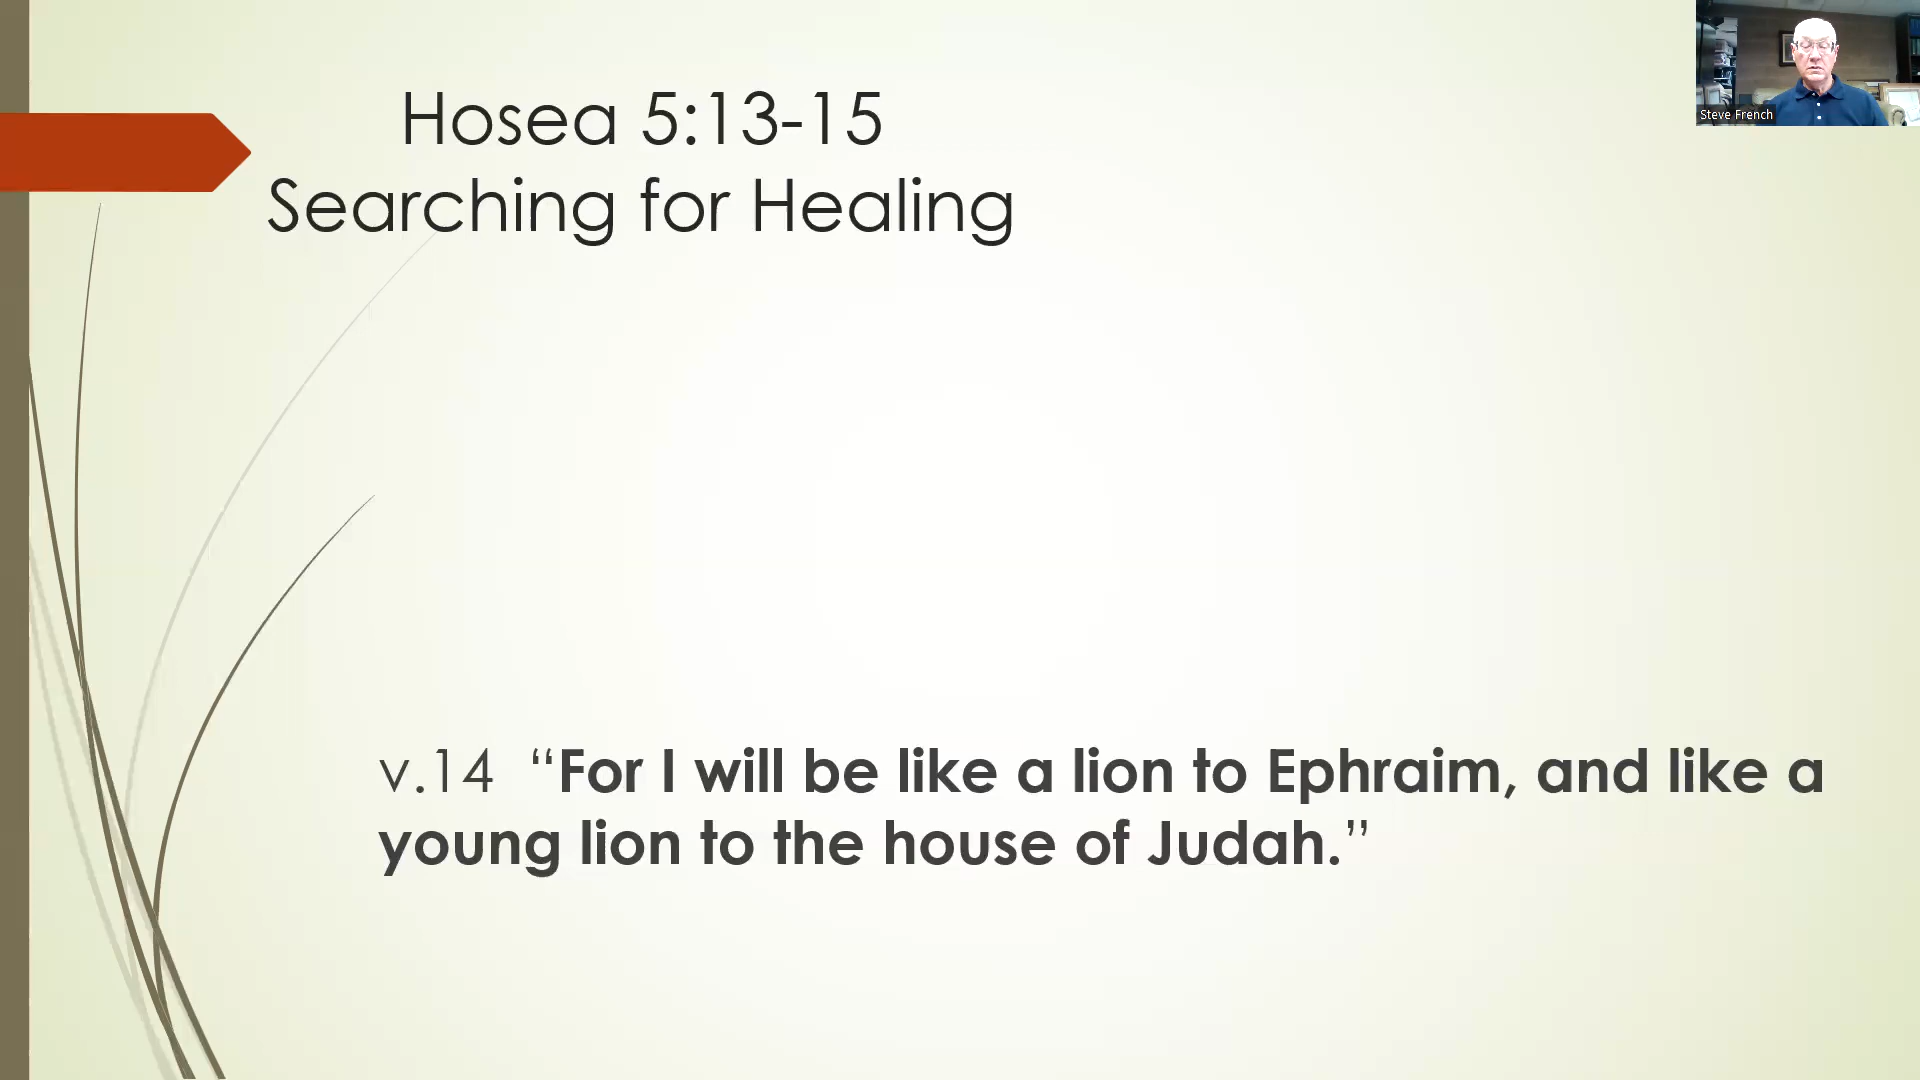 Hosea 5:13-15
Searching for Healing
Steve French
v.14 “For I will be like a lion to Ephraim, and like a
young lion to the house of Judah.”